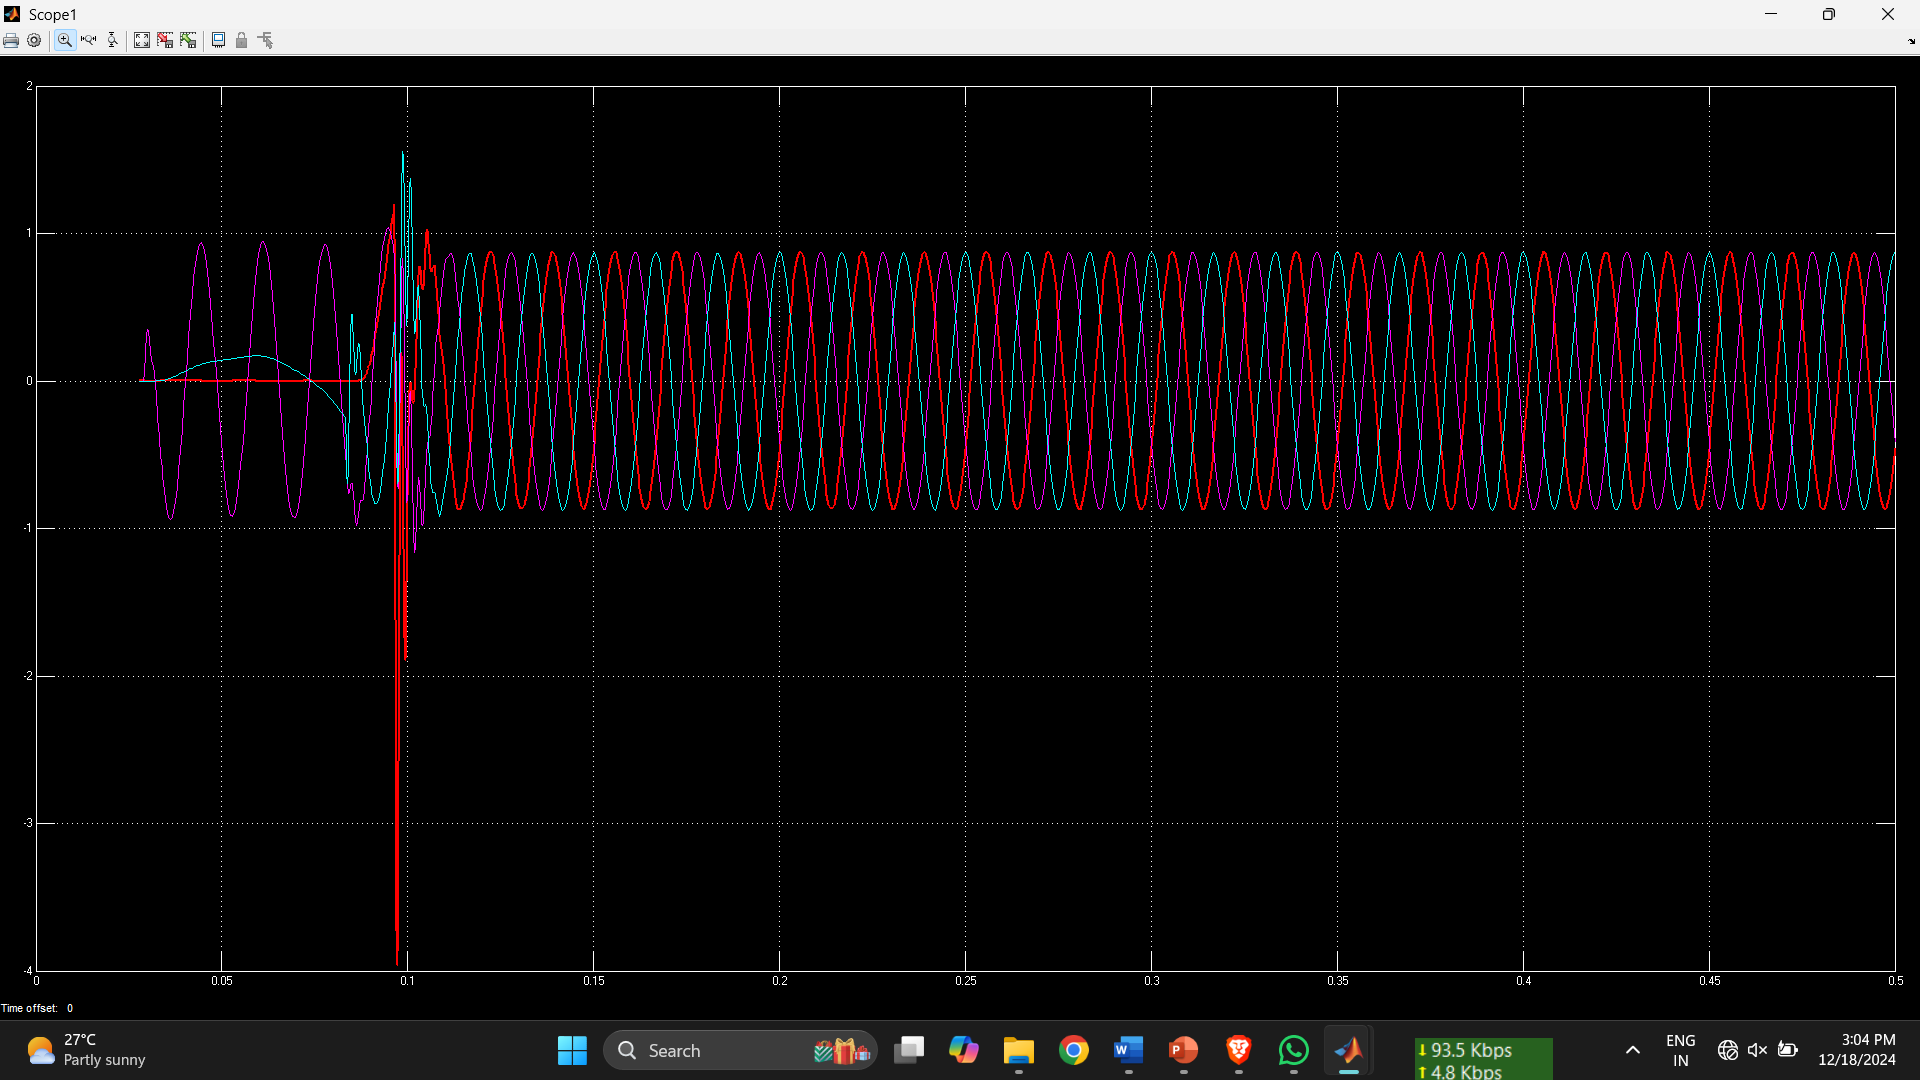 Scope1
2
1
0
-1
-2
-3
-4
0 0.05 0.1 0.15 0.2 0.25 0.3 0.35 0.4 0.45 0.5
Time offset: 0
27°C
Partly sunny
Search
93.5 Kbps
4.8 Kbps
ENG
IN
3:04 PM
12/18/2024